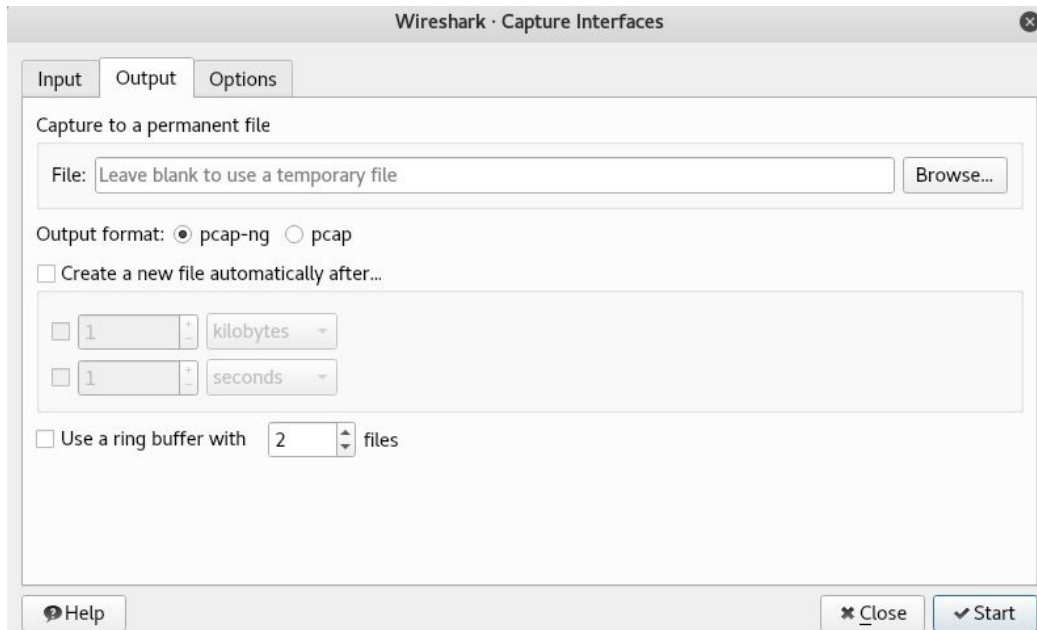 Wireshark · Capture Interfaces
Input Output Options
Capture to a permanent file
File: Leave blank to use a temporary file Browse...
Output format: pcap-ng pcap
Create a new file automatically after...
1 kilobytes
1 seconds
Use a ring buffer with 2 files
Help Close Start